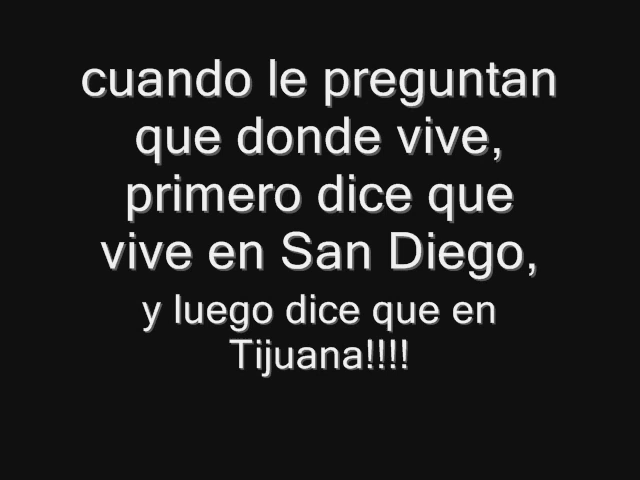 cuando le preguntan
que donde vive,
primero dice que
vive en San Diego,
y luego dice que en
Tijuana!!!!